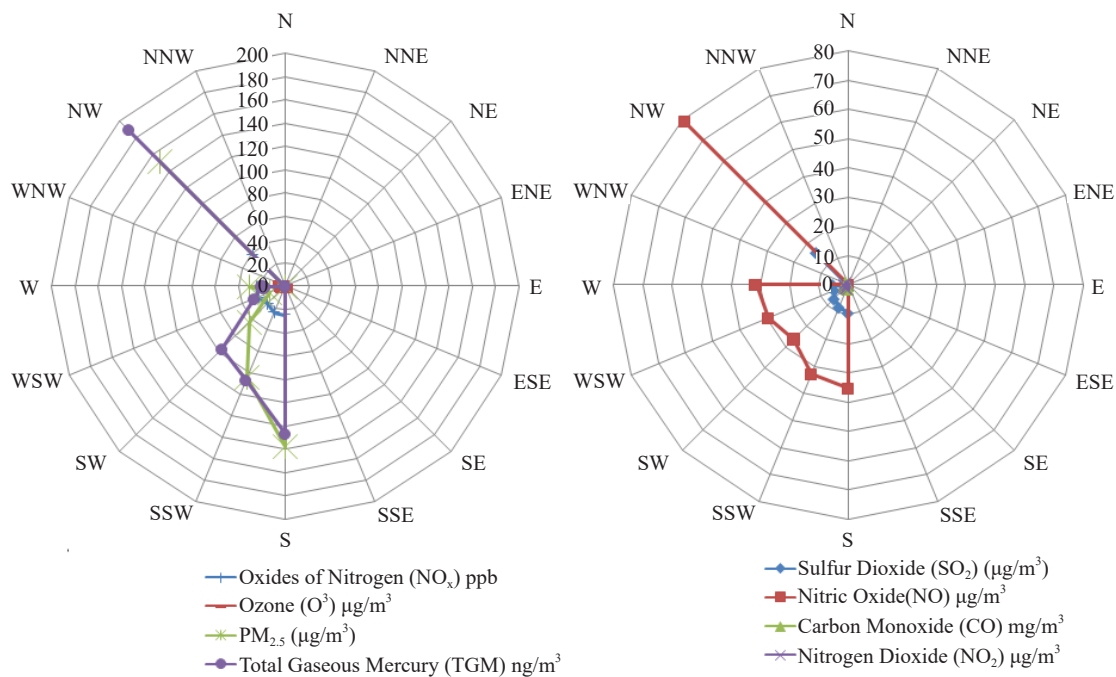 N
NNE
NE
ENE
E
ESE
SE
SSE
S
SSW
SW
WSW
W
WNW
NW
NNW
200
180
160
140
120
100
80
60
40
20
0
Oxides of Nitrogen (NOₓ) ppb
Ozone (O³) μg/m³
PM₂.₅ (μg/m³)
Total Gaseous Mercury (TGM) ng/m³
N
NNE
NE
ENE
E
ESE
SE
SSE
S
SSW
SW
WSW
W
WNW
NW
NNW
80
70
60
50
40
30
20
10
0
Sulfur Dioxide (SO₂) (μg/m³)
Nitric Oxide(NO) μg/m³
Carbon Monoxide (CO) mg/m³
Nitrogen Dioxide (NO₂) μg/m³